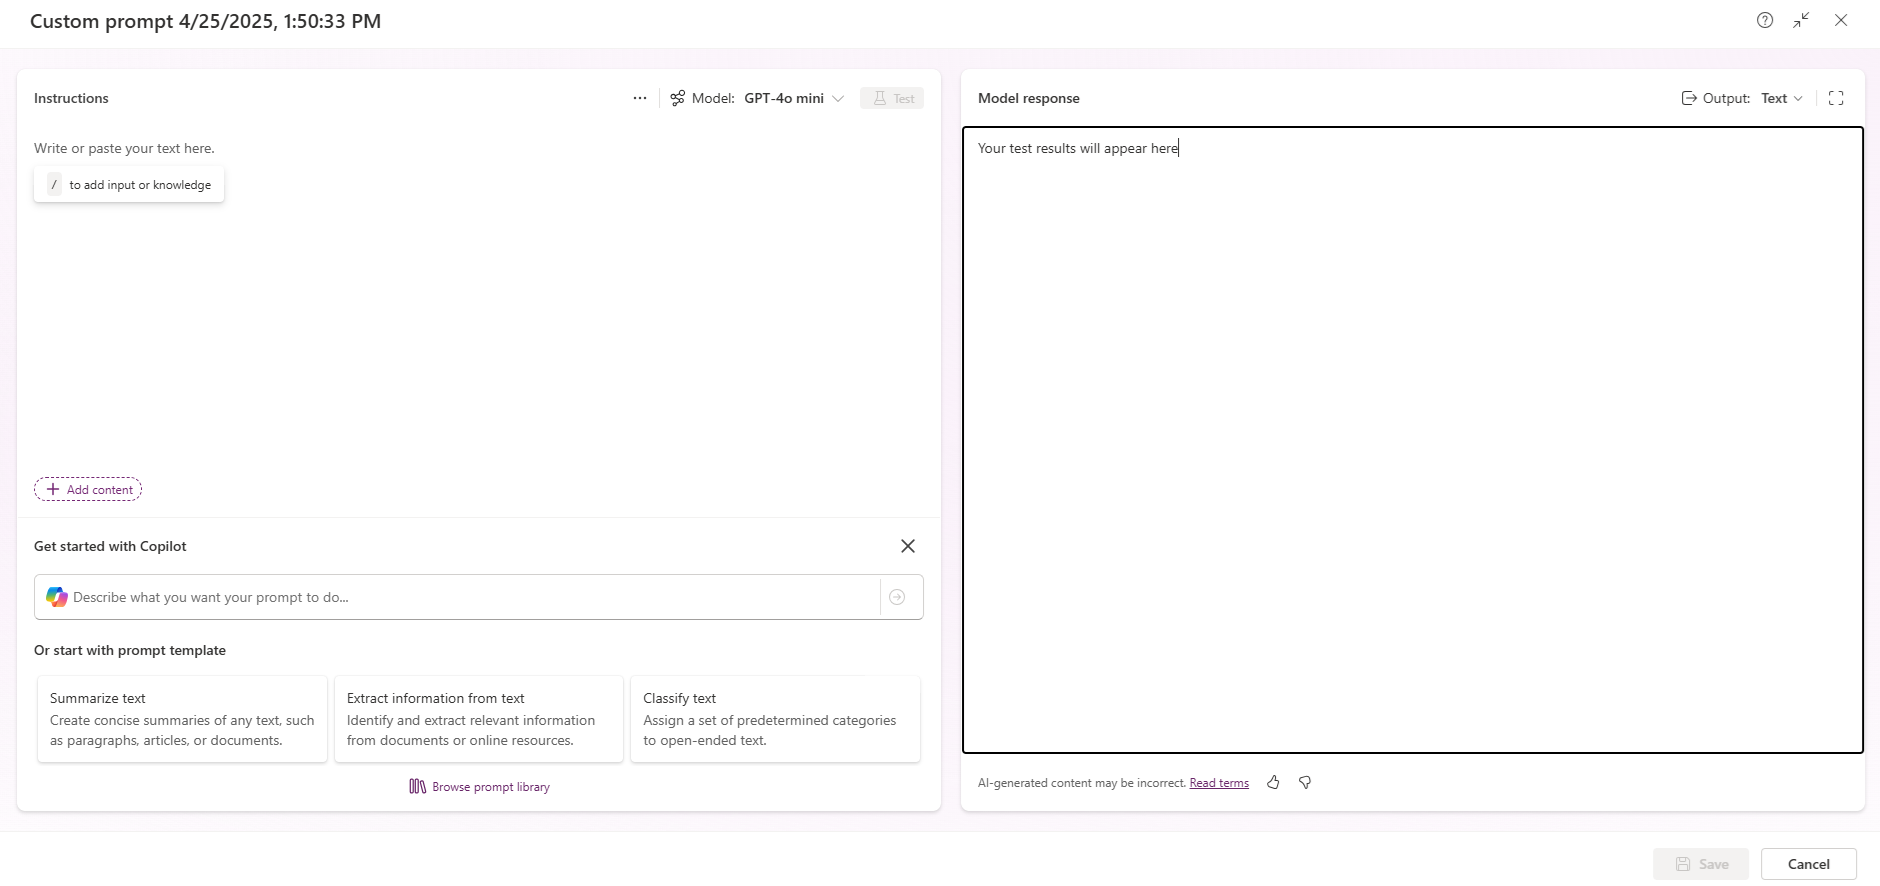 Custom prompt 4/25/2025, 1:50:33 PM
Instructions
Model: GPT-4o mini
Test
Write or paste your text here.
/ to add input or knowledge
Add content
Get started with Copilot
Describe what you want your prompt to do...
Or start with prompt template
Summarize text
Create concise summaries of any text, such
as paragraphs, articles, or documents.
Extract information from text
Identify and extract relevant information
from documents or online resources.
Classify text
Assign a set of predetermined categories
to open-ended text.
Browse prompt library
Model response
Output: Text
Your test results will appear here
AI-generated content may be incorrect. Read terms
Save
Cancel